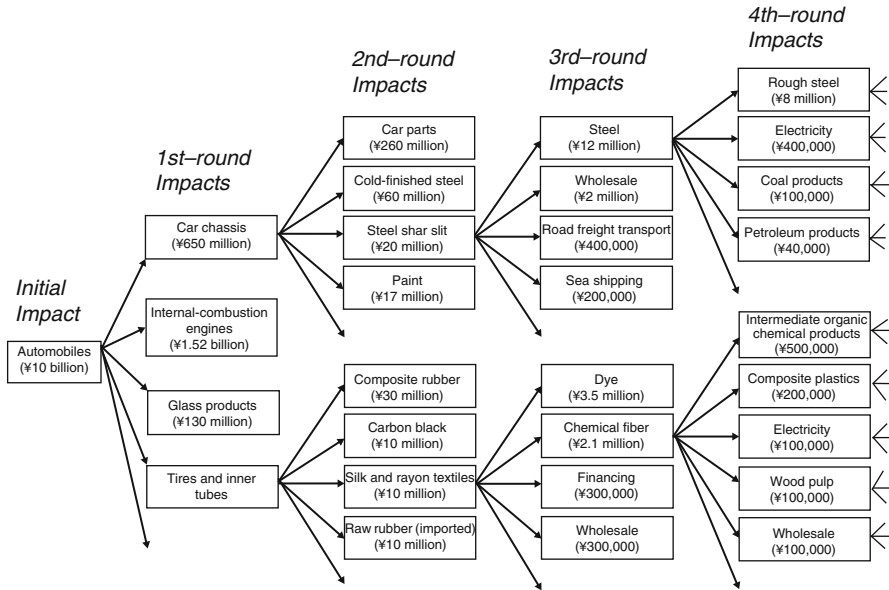 Initial
Impact
Automobiles
(¥10 billion)
1st–round
Impacts
Car chassis
(¥650 million)
Internal-combustion
engines
(¥1.52 billion)
Glass products
(¥130 million)
Tires and inner
tubes
2nd–round
Impacts
Car parts
(¥260 million)
Cold-finished steel
(¥60 million)
Steel shar slit
(¥20 million)
Paint
(¥17 million)
Composite rubber
(¥30 million)
Carbon black
(¥10 million)
Silk and rayon textiles
(¥10 million)
Raw rubber (imported)
(¥10 million)
3rd–round
Impacts
Steel
(¥12 million)
Wholesale
(¥2 million)
Road freight transport
(¥400,000)
Sea shipping
(¥200,000)
Dye
(¥3.5 million)
Chemical fiber
(¥2.1 million)
Financing
(¥300,000)
Wholesale
(¥300,000)
4th–round
Impacts
Rough steel
(¥8 million)
Electricity
(¥400,000)
Coal products
(¥100,000)
Petroleum products
(¥40,000)
Intermediate organic
chemical products
(¥500,000)
Composite plastics
(¥200,000)
Electricity
(¥100,000)
Wood pulp
(¥100,000)
Wholesale
(¥100,000)